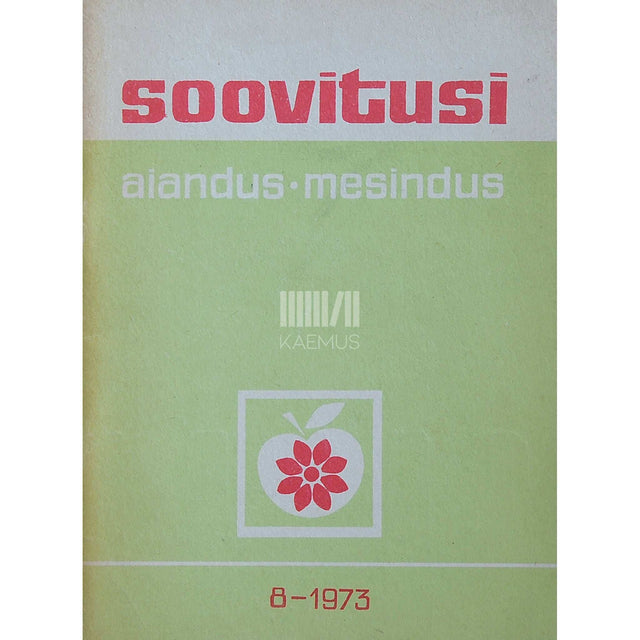 soovitusi
aiandus • mesindus
KAEMUS
8-1973